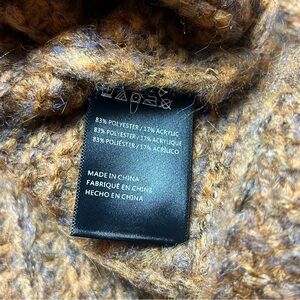 83% POLYESTER / 17% ACRYLIC
83% POLYESTER / 17% ACRYLIQUE
83% POLIÉSTER / 17% ACRÍLICO
MADE IN CHINA
FABRIQUÉ EN CHINE
HECHO EN CHINA